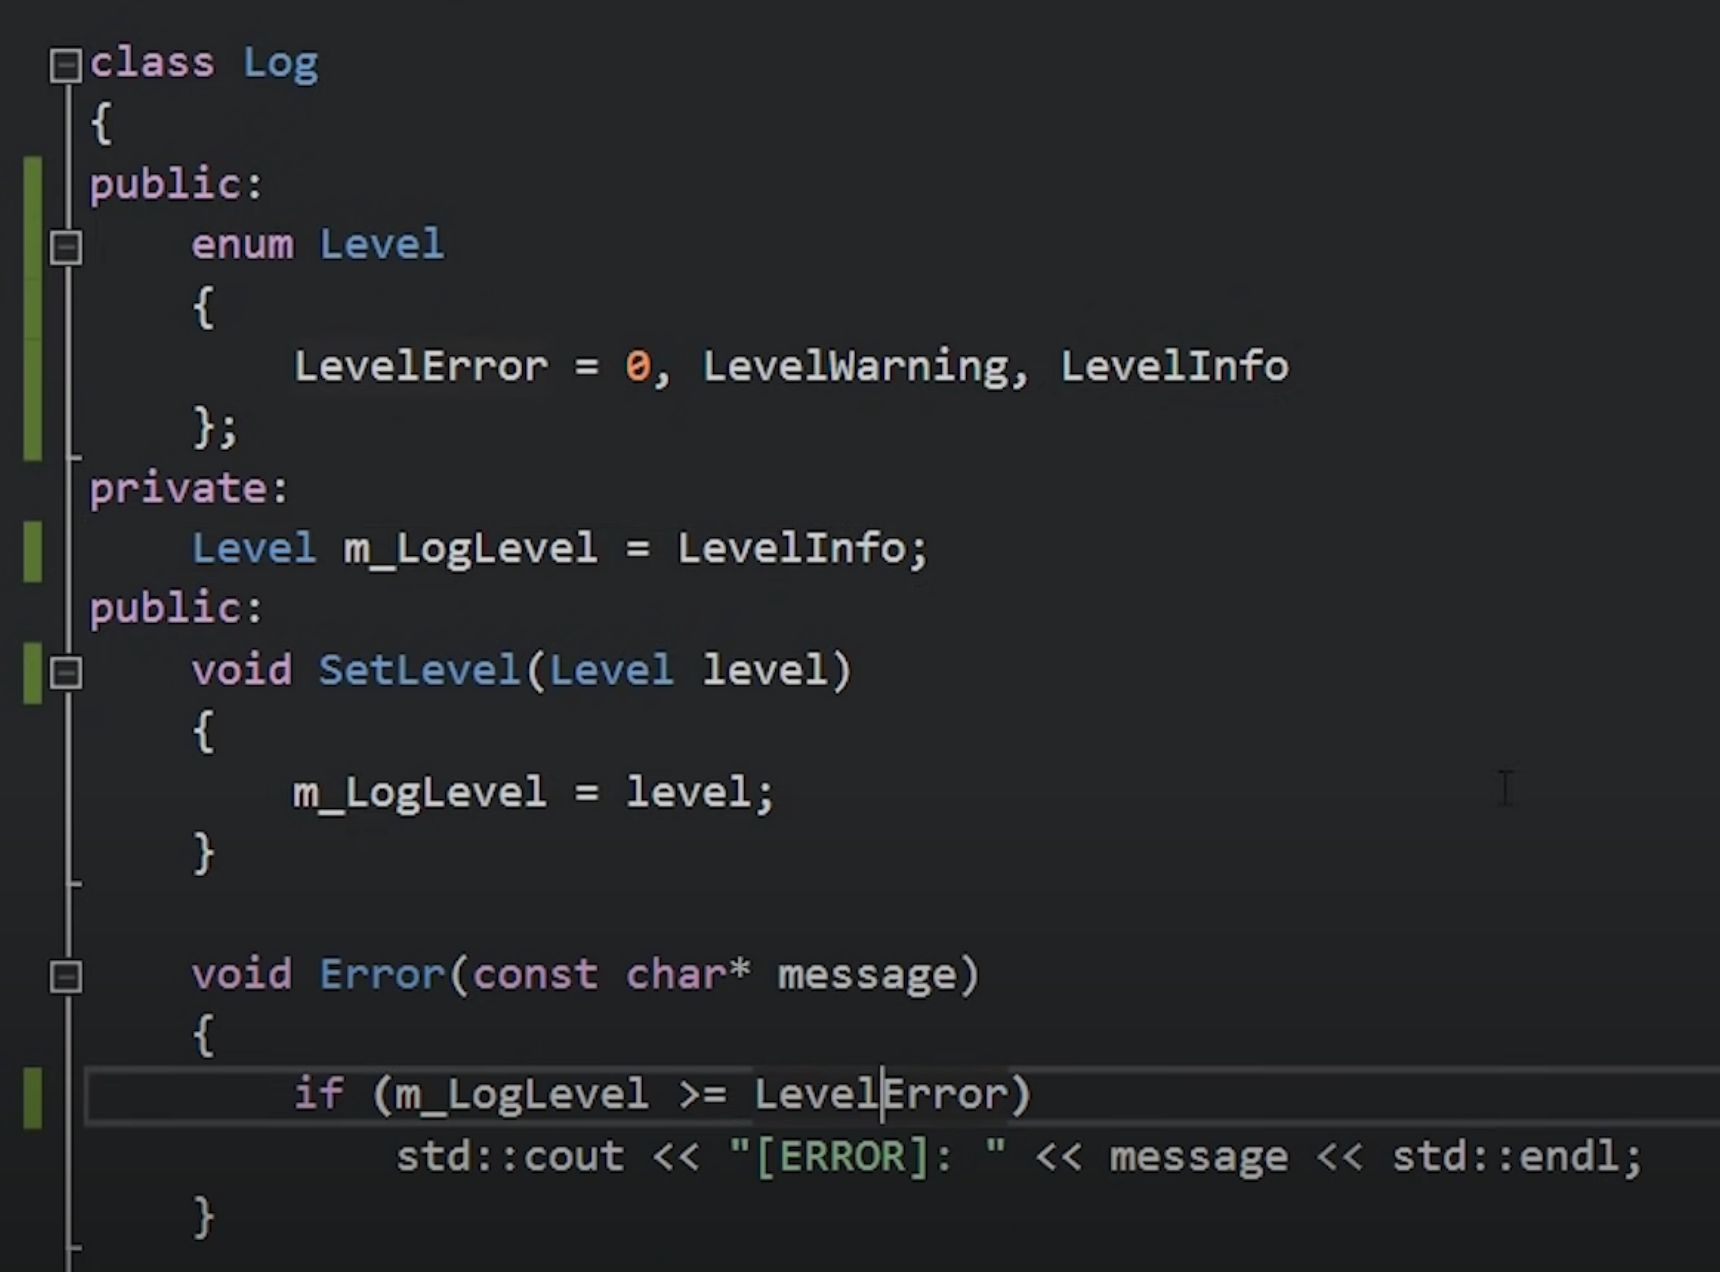 class Log
{
public:
    enum Level
    {
        LevelError = 0, LevelWarning, LevelInfo
    };
private:
    Level m_LogLevel = LevelInfo;
public:
    void SetLevel(Level level)
    {
        m_LogLevel = level;
    }

    void Error(const char* message)
    {
        if (m_LogLevel >= LevelError)
            std::cout << "[ERROR]: " << message << std::endl;
    }